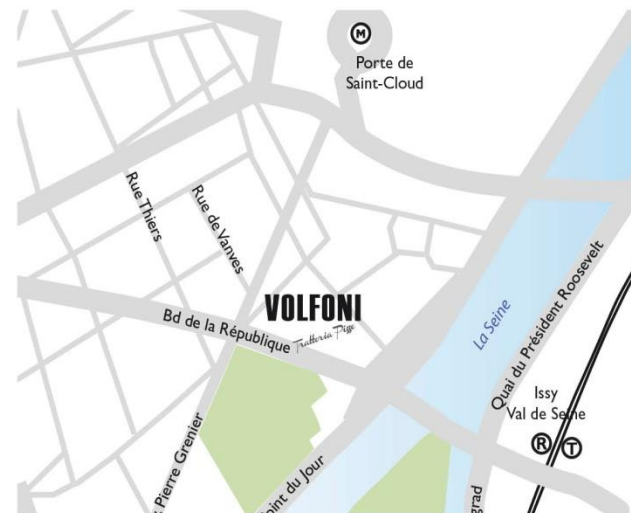 M
Porte de
Saint-Cloud
Rue Thiers
Rue de Vanves
VOLFONI
Trattoria Pizze
Bd de la République
La Seine
Quai du Président Roosevelt
Issy
Val de Seine
R T
Pierre Grenier
Point du Jour
grad